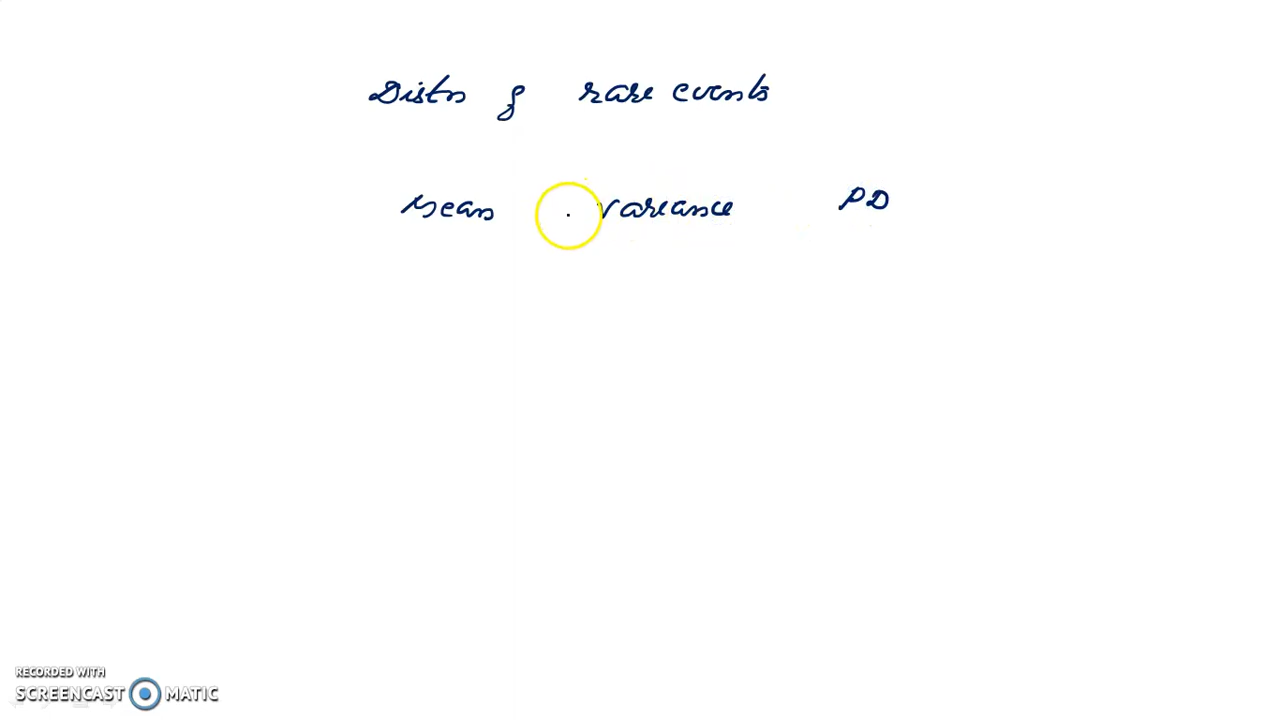 Distn of rare events
Mean variance PD
RECORDED WITH
SCREENCAST MATIC